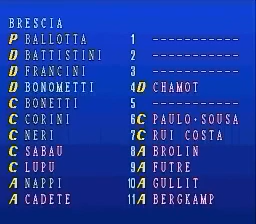 BRESCIA
P BALLOTTA 1 -----------
D BATTISTINI 2 -----------
D FRANCINI 3 -----------
D BONOMETTI 4 D CHAMOT
C BONETTI 5 -----------
C CORINI 6 C PAULO·SOUSA
C NERI 7 C RUI COSTA
C SABAU 8 A BROLIN
C LUPU 9 A FUTRE
A NAPPI 10 A GULLIT
A CADETE 11 A BERGKAMP